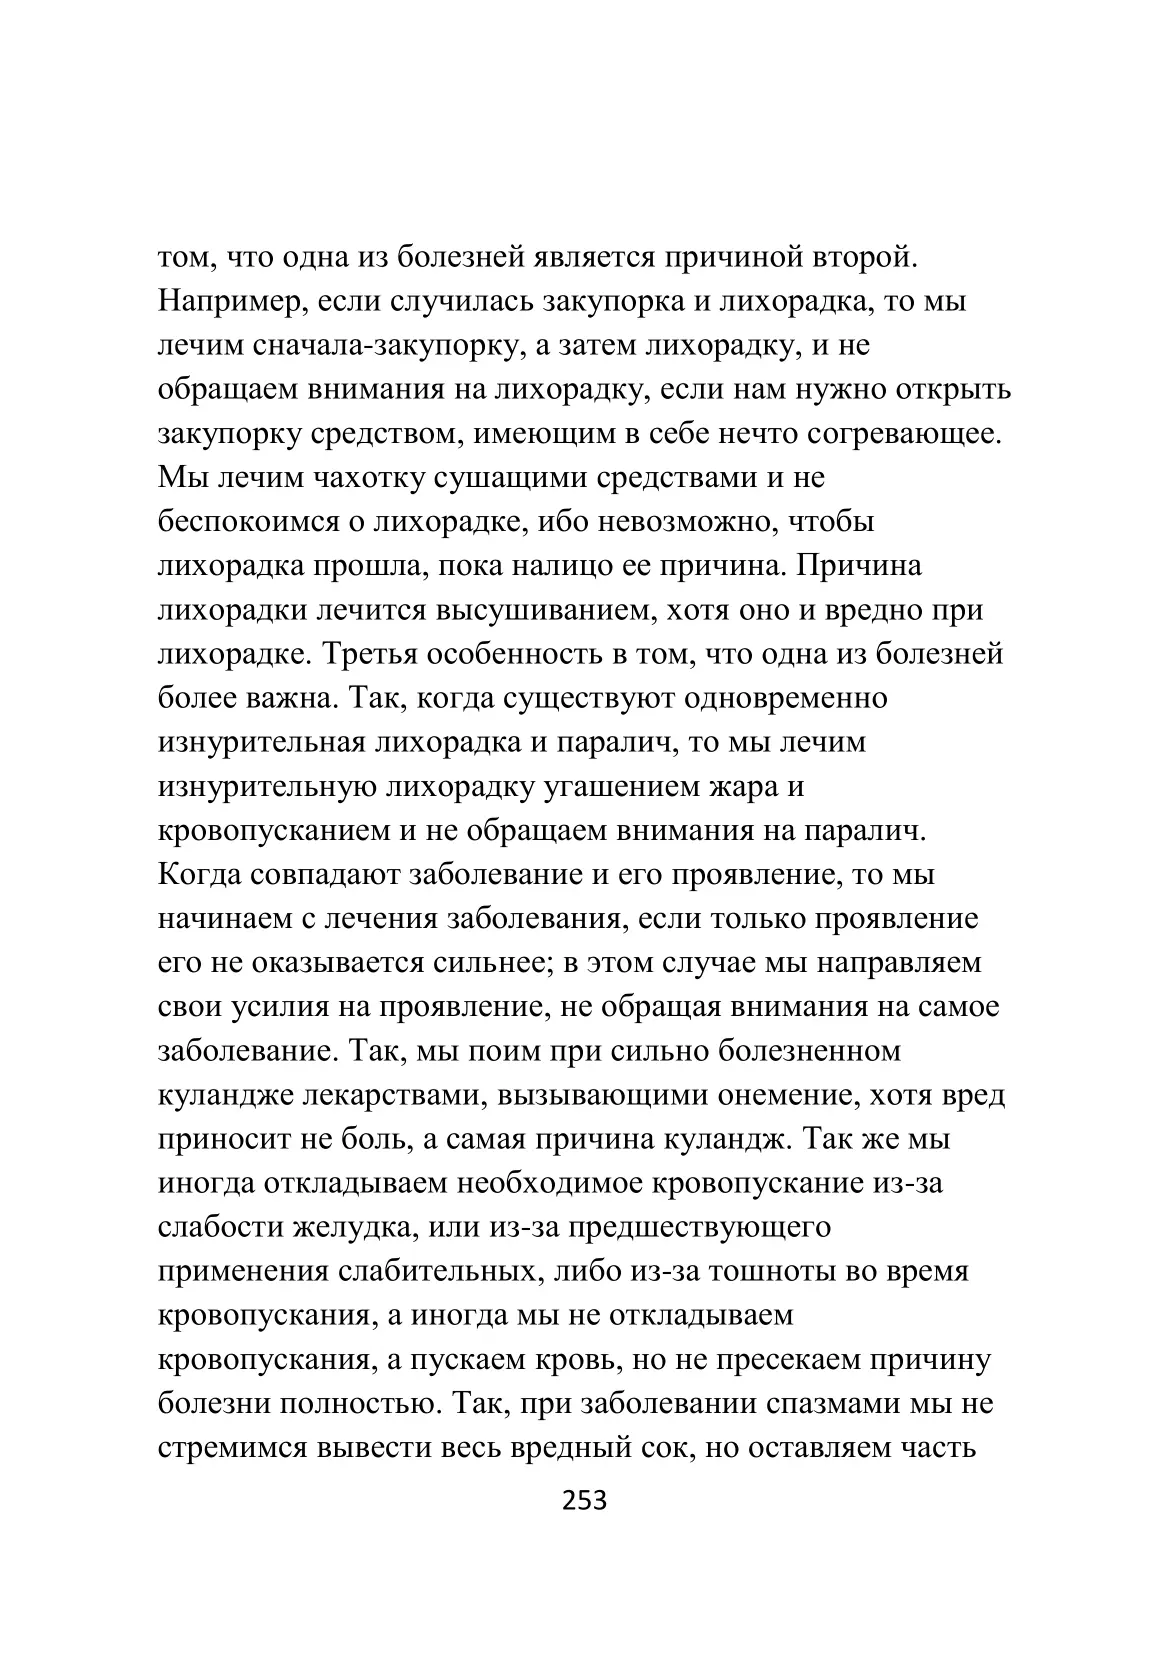 том, что одна из болезней является причиной второй.
Например, если случилась закупорка и лихорадка, то мы
лечим сначала-закупорку, а затем лихорадку, и не
обращаем внимания на лихорадку, если нам нужно открыть
закупорку средством, имеющим в себе нечто согревающее.
Мы лечим чахотку сушащими средствами и не
беспокоимся о лихорадке, ибо невозможно, чтобы
лихорадка прошла, пока налицо ее причина. Причина
лихорадки лечится высушиванием, хотя оно и вредно при
лихорадке. Третья особенность в том, что одна из болезней
более важна. Так, когда существуют одновременно
изнурительная лихорадка и паралич, то мы лечим
изнурительную лихорадку угашением жара и
кровопусканием и не обращаем внимания на паралич.
Когда совпадают заболевание и его проявление, то мы
начинаем с лечения заболевания, если только проявление
его не оказывается сильнее; в этом случае мы направляем
свои усилия на проявление, не обращая внимания на самое
заболевание. Так, мы поим при сильно болезненном
куландже лекарствами, вызывающими онемение, хотя вред
приносит не боль, а самая причина куландж. Так же мы
иногда откладываем необходимое кровопускание из-за
слабости желудка, или из-за предшествующего
применения слабительных, либо из-за тошноты во время
кровопускания, а иногда мы не откладываем
кровопускания, а пускаем кровь, но не пресекаем причину
болезни полностью. Так, при заболевании спазмами мы не
стремимся вывести весь вредный сок, но оставляем часть
253